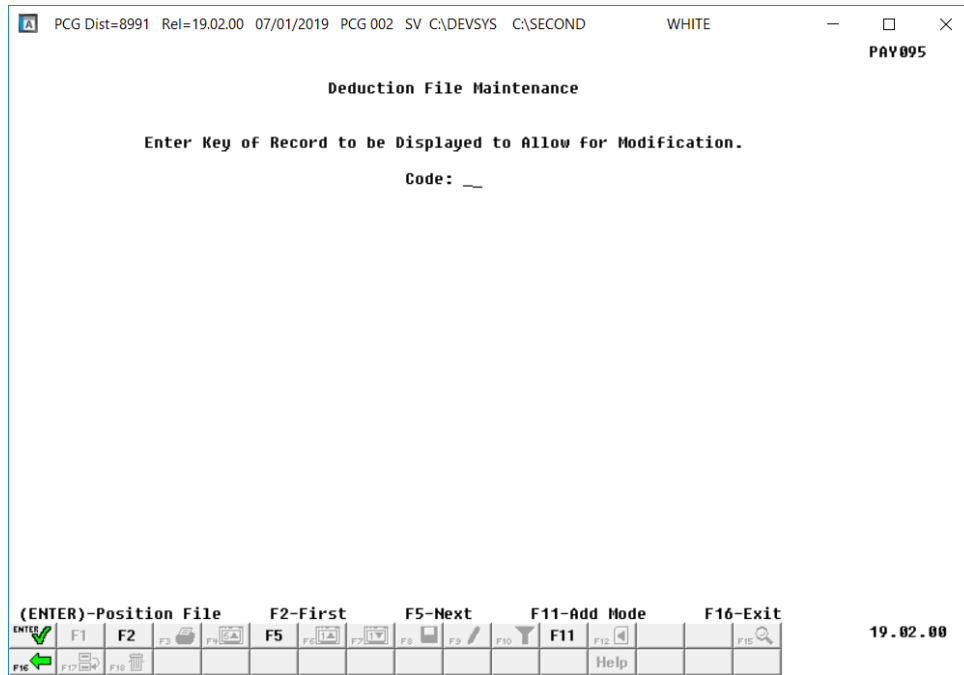 PCG Dist=8991 Rel=19.02.00 07/01/2019 PCG 002 SV C:\DEVSYS C:\SECOND WHITE
PAY095
Deduction File Maintenance
Enter Key of Record to be Displayed to Allow for Modification.
Code: __
(ENTER)-Position File F2-First F5-Next F11-Add Mode F16-Exit
ENTER F1 F2 F3 F4 6 F5 F6 1 F7 1 F8 F9 F10 F11 F12 F15 19.02.00
F16 F17 F18 Help